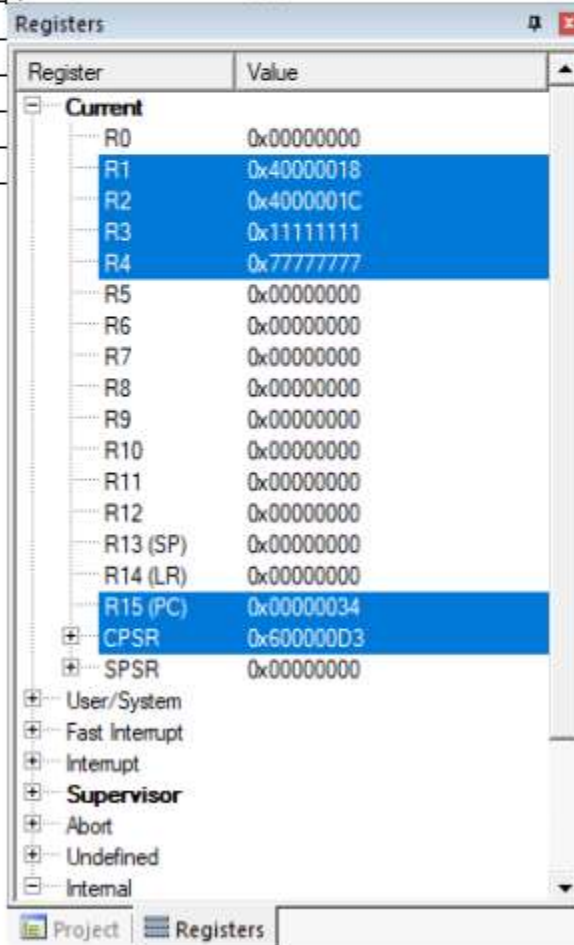 Registers
Register Value
Current
R0 0x00000000
R1 0x40000018
R2 0x4000001C
R3 0x11111111
R4 0x77777777
R5 0x00000000
R6 0x00000000
R7 0x00000000
R8 0x00000000
R9 0x00000000
R10 0x00000000
R11 0x00000000
R12 0x00000000
R13 (SP) 0x00000000
R14 (LR) 0x00000000
R15 (PC) 0x00000034
CPSR 0x600000D3
SPSR 0x00000000
User/System
Fast Interrupt
Interrupt
Supervisor
Abort
Undefined
Internal
Project Registers